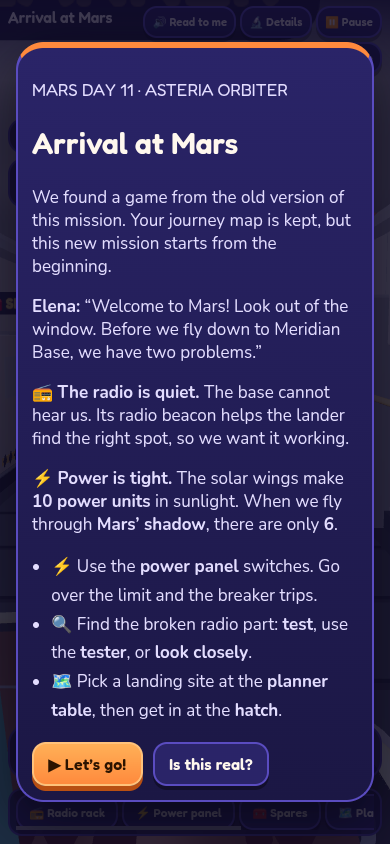 Arrival at Mars
🔊 Read to me
🔬 Details
⏸ Pause
MARS DAY 11 · ASTERIA ORBITER
Arrival at Mars
We found a game from the old version of
this mission. Your journey map is kept, but
this new mission starts from the
beginning.
Elena: “Welcome to Mars! Look out of the
window. Before we fly down to Meridian
Base, we have two problems.”
📻 The radio is quiet. The base cannot
hear us. Its radio beacon helps the lander
find the right spot, so we want it working.
⚡ Power is tight. The solar wings make
10 power units in sunlight. When we fly
through Mars’ shadow, there are only 6.
• ⚡ Use the power panel switches. Go
over the limit and the breaker trips.
• 🔍 Find the broken radio part: test, use
the tester, or look closely.
• 🗺️ Pick a landing site at the planner
table, then get in at the hatch.
▶ Let’s go!
Is this real?
📻 Radio rack
⚡ Power panel
🧰 Spares
🗺️ Pla